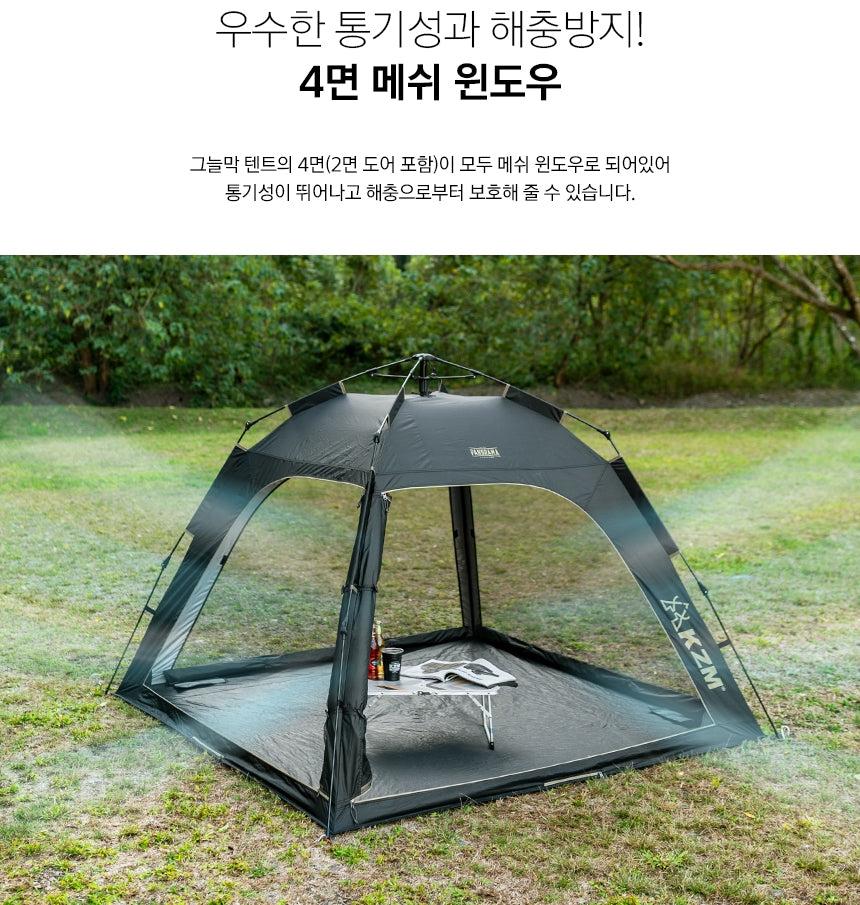 우수한 통기성과 해충방지!
4면 메쉬 윈도우
그늘막 텐트의 4면(2면 도어 포함)이 모두 메쉬 윈도우로 되어있어
통기성이 뛰어나고 해충으로부터 보호해 줄 수 있습니다.
PANORAMA
KZM